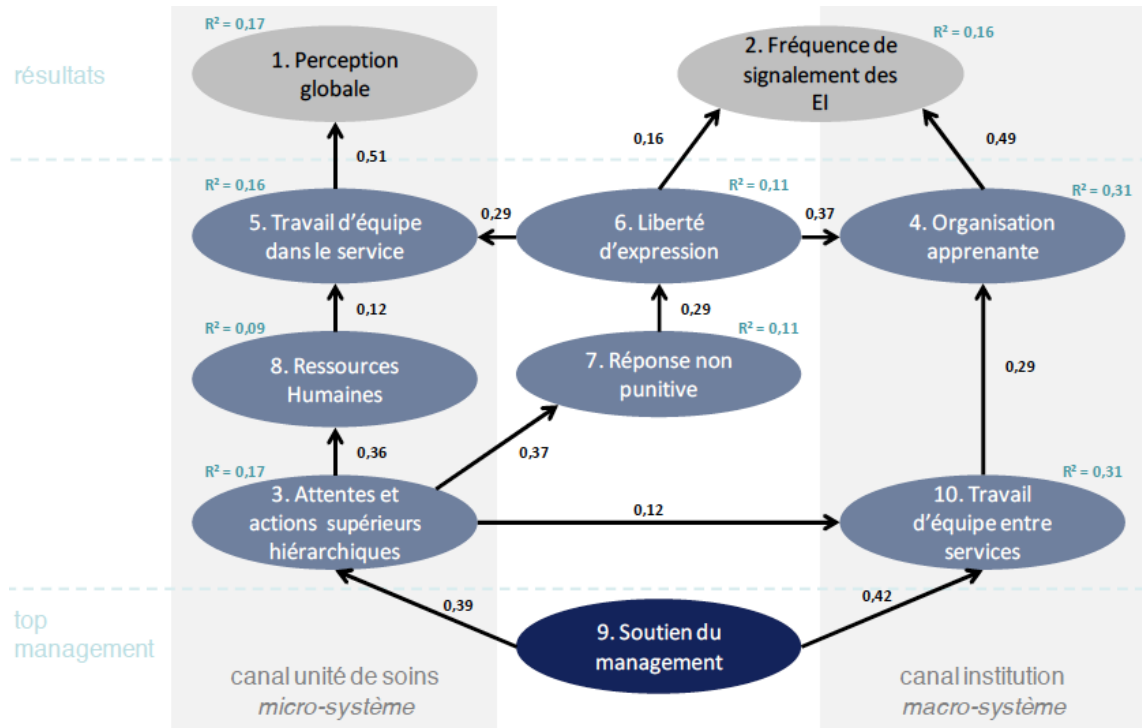 R² = 0,17
1. Perception
globale
2. Fréquence de
signalement des
EI
R² = 0,16
résultats
0,51
0,16
0,49
R² = 0,16
5. Travail d'équipe
dans le service
0,29
R² = 0,11
6. Liberté
d'expression
0,37
R² = 0,31
4. Organisation
apprenante
0,12
0,29
R² = 0,09
8. Ressources
Humaines
R² = 0,11
7. Réponse non
punitive
0,29
0,36
0,37
R² = 0,17
3. Attentes et
actions supérieurs
hiérarchiques
0,12
R² = 0,31
10. Travail
d'équipe entre
services
0,39
0,42
top
management
9. Soutien du
management
canal unité de soins
micro-système
canal institution
macro-système